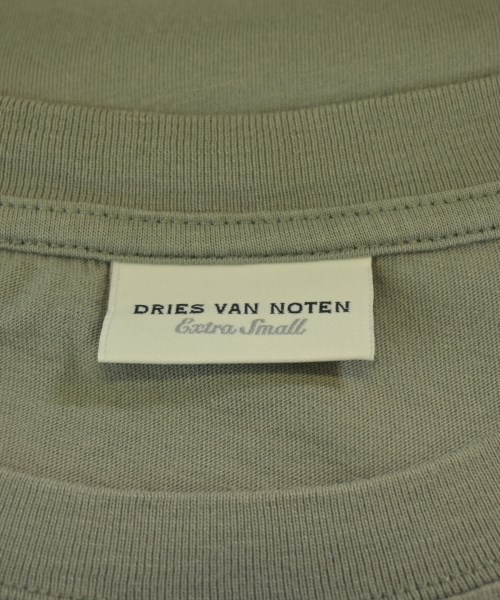 DRIES VAN NOTEN
Extra Small